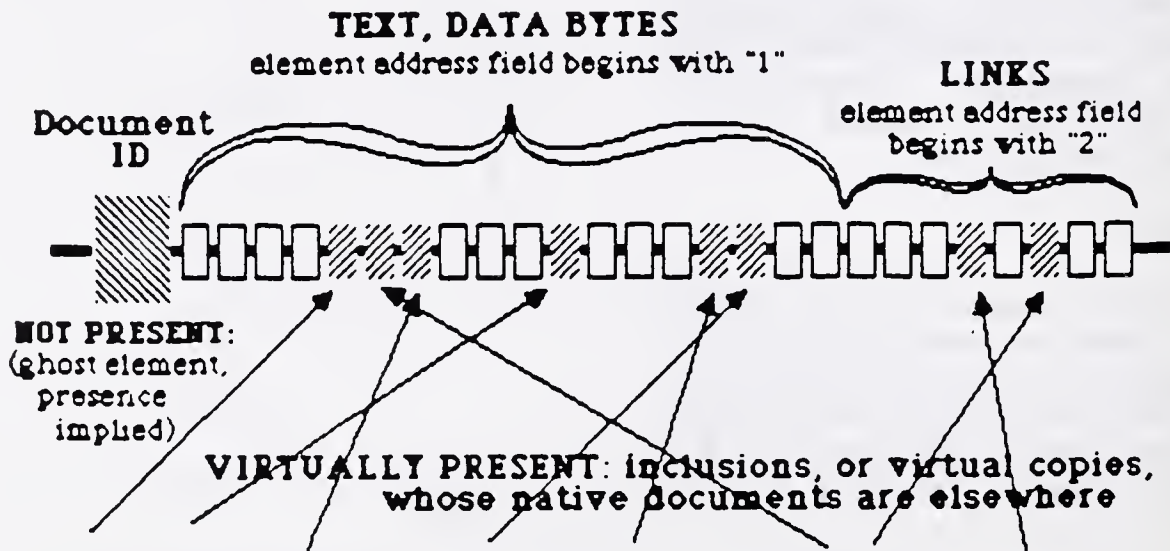 TEXT, DATA BYTES
element address field begins with "1"
LINKS
element address field
begins with "2"
Document
ID
NOT PRESENT:
(ghost element,
presence
implied)
VIRTUALLY PRESENT: inclusions, or virtual copies,
whose native documents are elsewhere